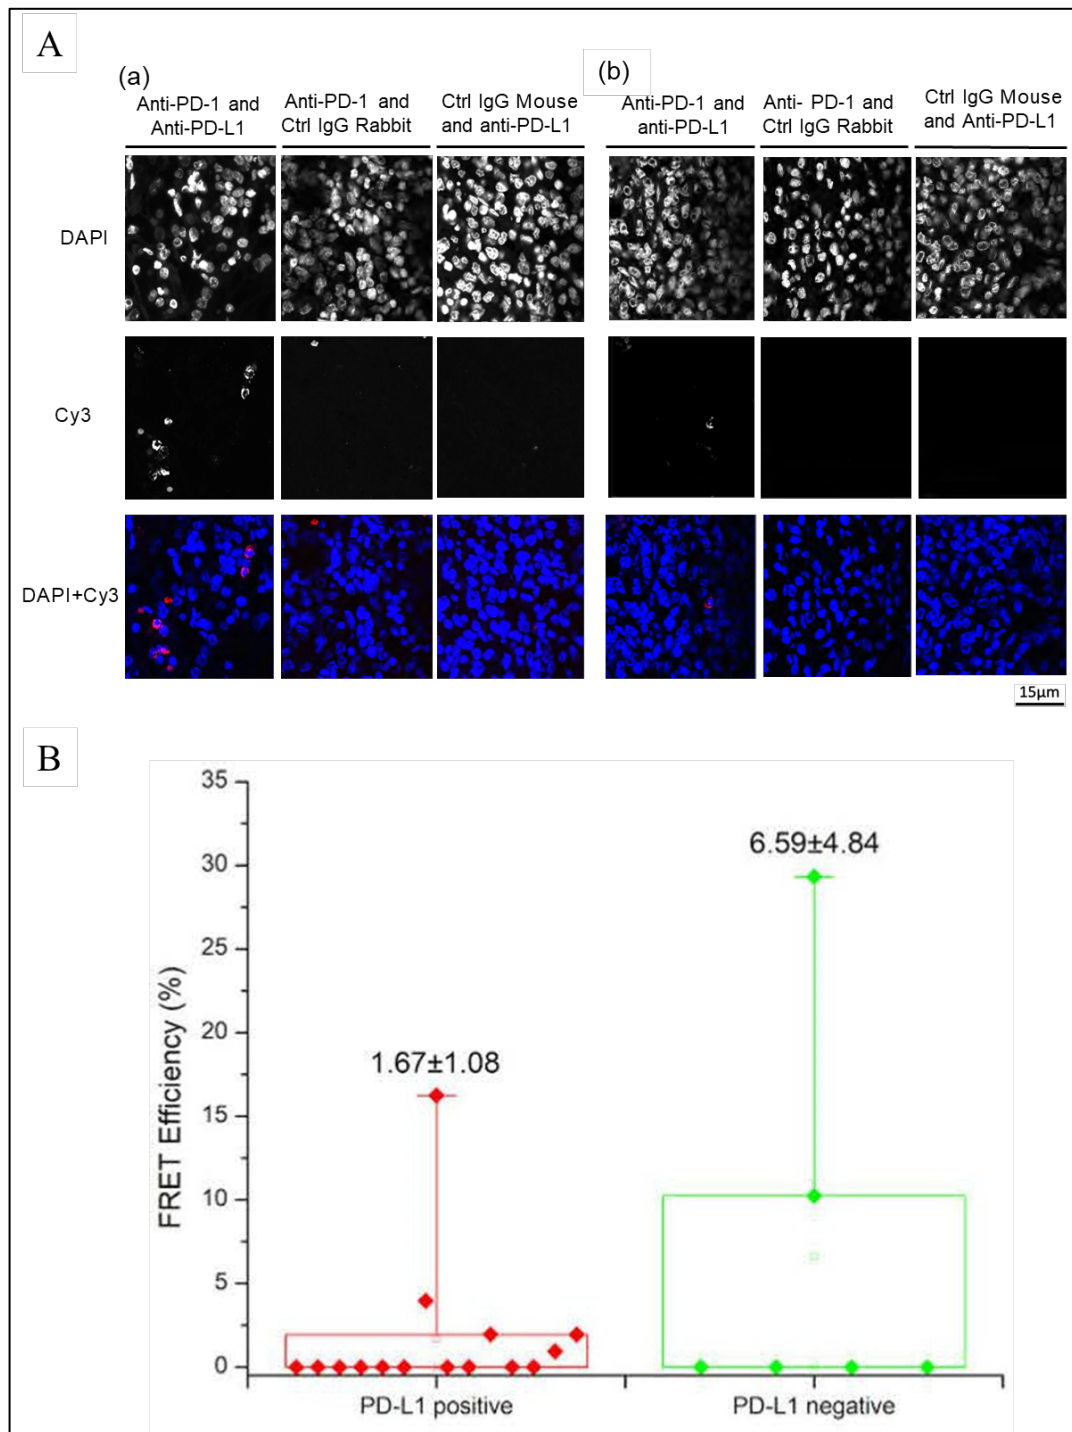 A
(a)
(b)
Anti-PD-1 and
Anti-PD-L1
Anti-PD-1 and
Ctrl IgG Rabbit
Ctrl IgG Mouse
and anti-PD-L1
Anti-PD-1 and
anti-PD-L1
Anti- PD-1 and
Ctrl IgG Rabbit
Ctrl IgG Mouse
and Anti-PD-L1
DAPI
Cy3
DAPI+Cy3
15µm
B
35
30
25
20
15
10
5
0
FRET Efficiency (%)
1.67±1.08
6.59±4.84
PD-L1 positive
PD-L1 negative